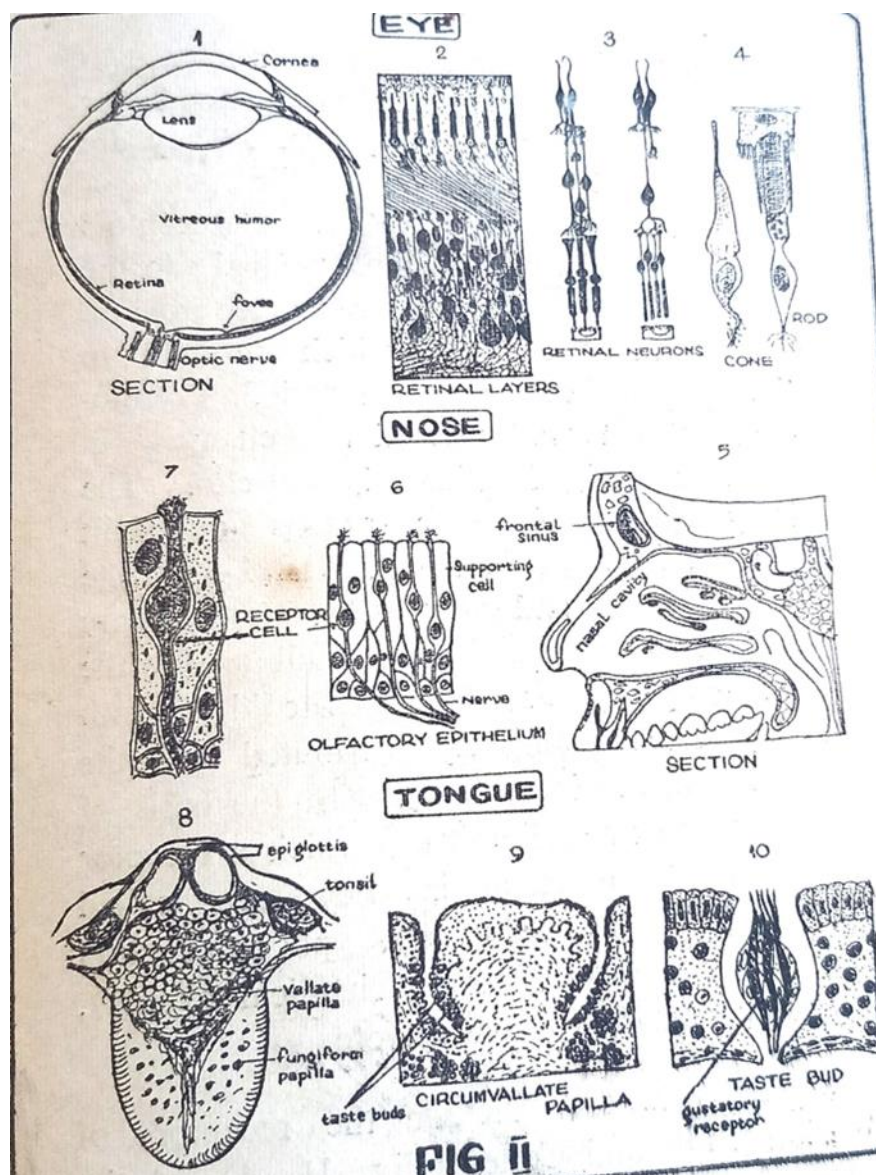 EYE
1
2
3
4
Cornea
Lens
Vitreous humor
Retina
fovea
Optic nerve
SECTION
RETINAL LAYERS
RETINAL NEURONS
CONE
ROD
NOSE
7
6
5
frontal
sinus
nasal cavity
Supporting
cell
RECEPTOR
CELL
Nerve
OLFACTORY EPITHELIUM
SECTION
TONGUE
8
9
10
epiglottis
tonsil
vallate
papilla
fungiform
papilla
taste buds
CIRCUMVALLATE
PAPILLA
TASTE BUD
gustatory
receptor
FIG II